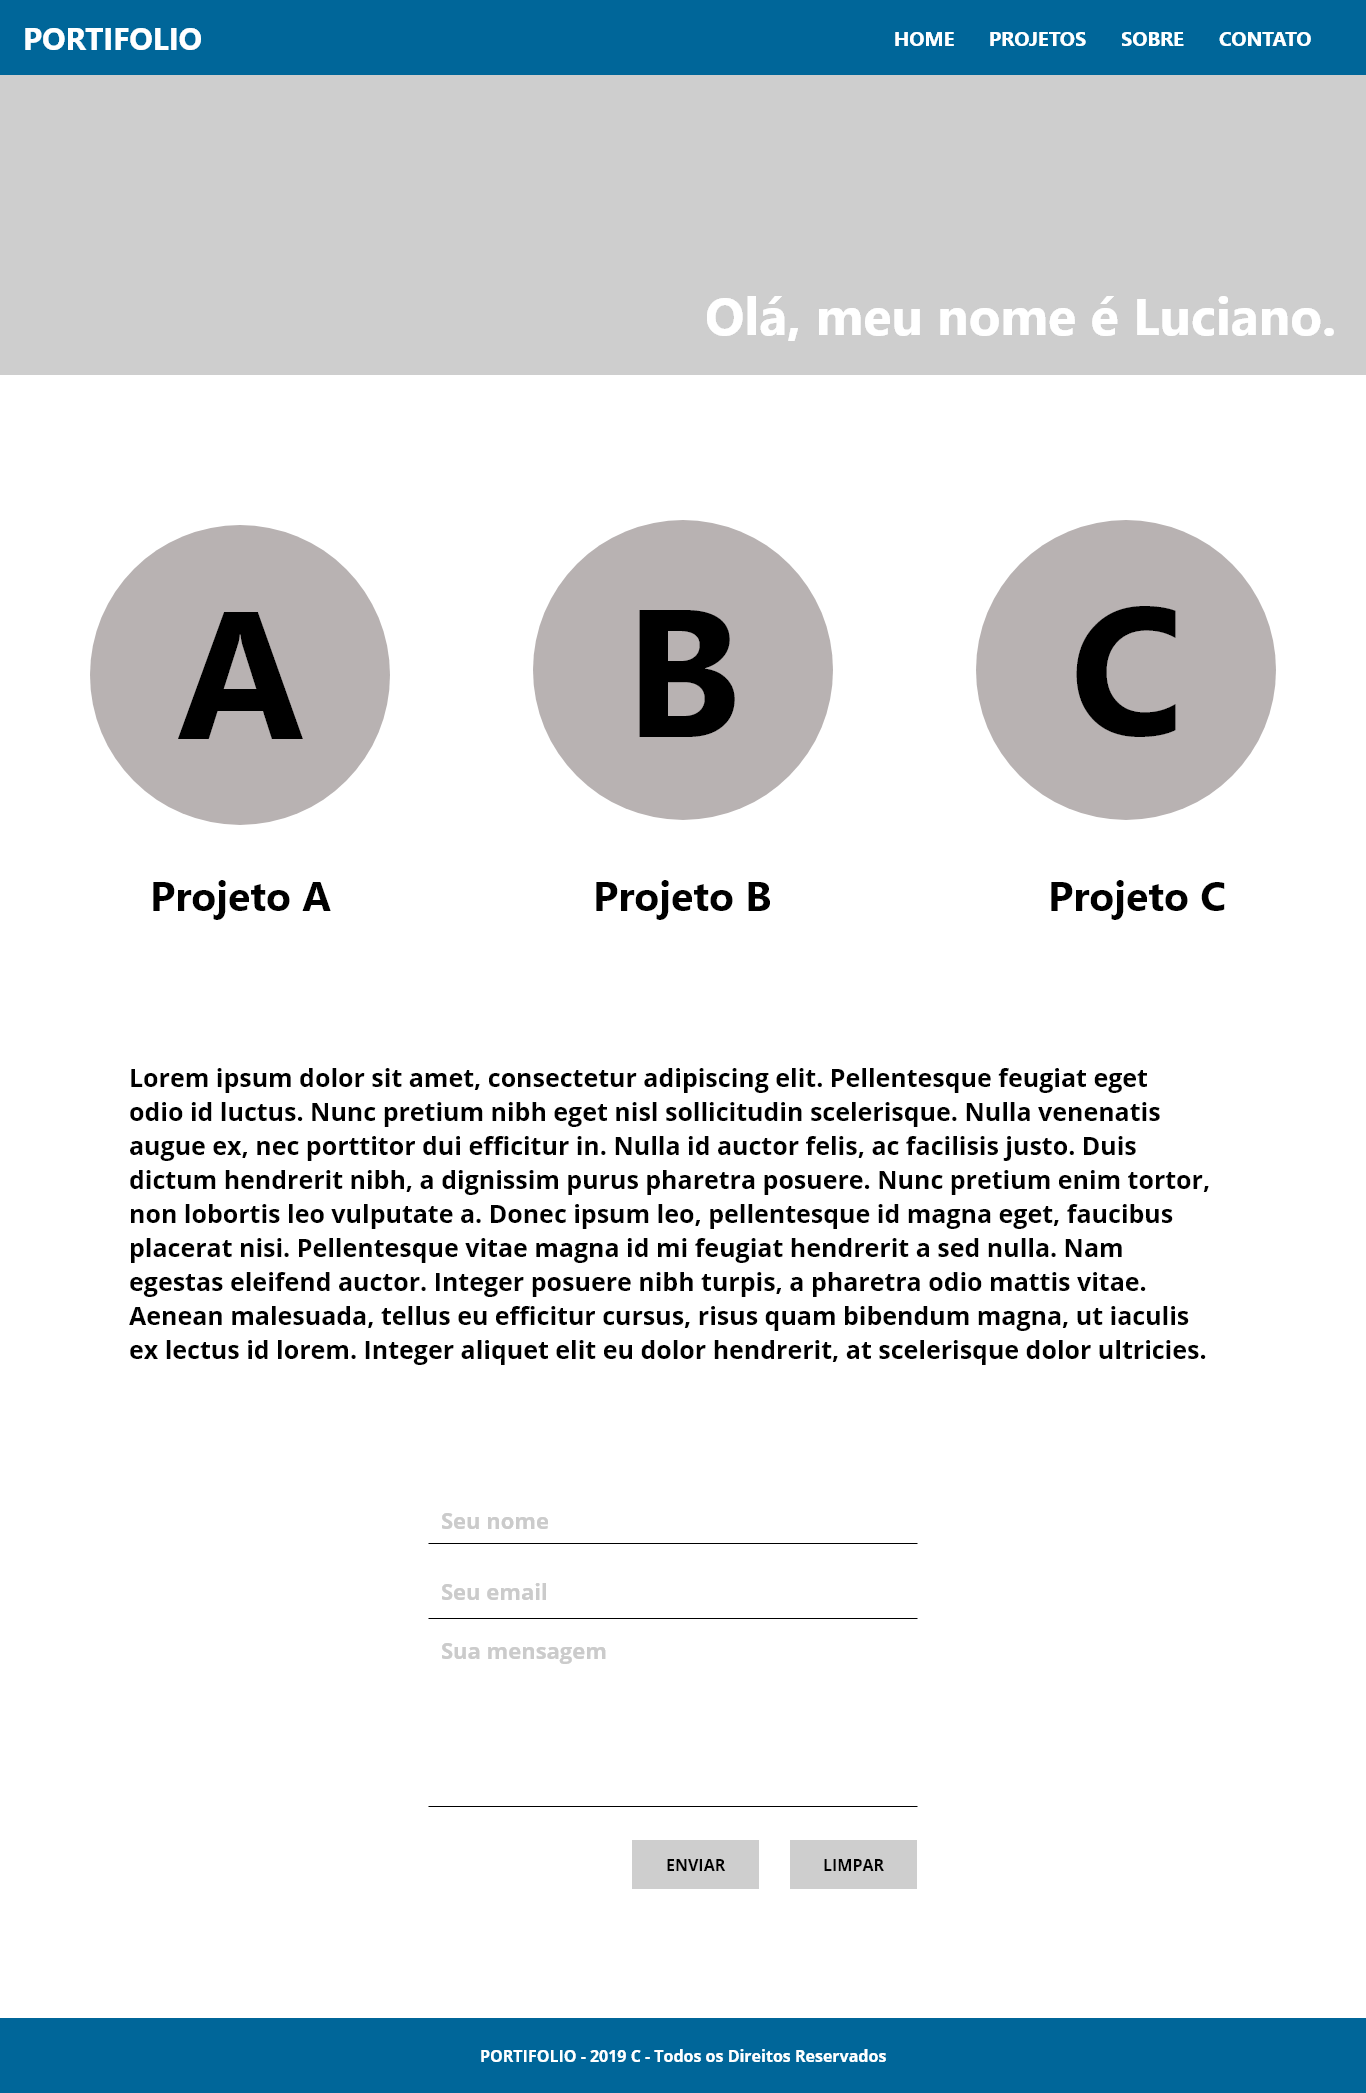 PORTIFOLIO
HOME PROJETOS SOBRE CONTATO
Olá, meu nome é Luciano.
A B C
Projeto A Projeto B Projeto C
Lorem ipsum dolor sit amet, consectetur adipiscing elit. Pellentesque feugiat eget
odio id luctus. Nunc pretium nibh eget nisl sollicitudin scelerisque. Nulla venenatis
augue ex, nec porttitor dui efficitur in. Nulla id auctor felis, ac facilisis justo. Duis
dictum hendrerit nibh, a dignissim purus pharetra posuere. Nunc pretium enim tortor,
non lobortis leo vulputate a. Donec ipsum leo, pellentesque id magna eget, faucibus
placerat nisi. Pellentesque vitae magna id mi feugiat hendrerit a sed nulla. Nam
egestas eleifend auctor. Integer posuere nibh turpis, a pharetra odio mattis vitae.
Aenean malesuada, tellus eu efficitur cursus, risus quam bibendum magna, ut iaculis
ex lectus id lorem. Integer aliquet elit eu dolor hendrerit, at scelerisque dolor ultricies.
Seu nome
Seu email
Sua mensagem
ENVIAR LIMPAR
PORTIFOLIO - 2019 C - Todos os Direitos Reservados